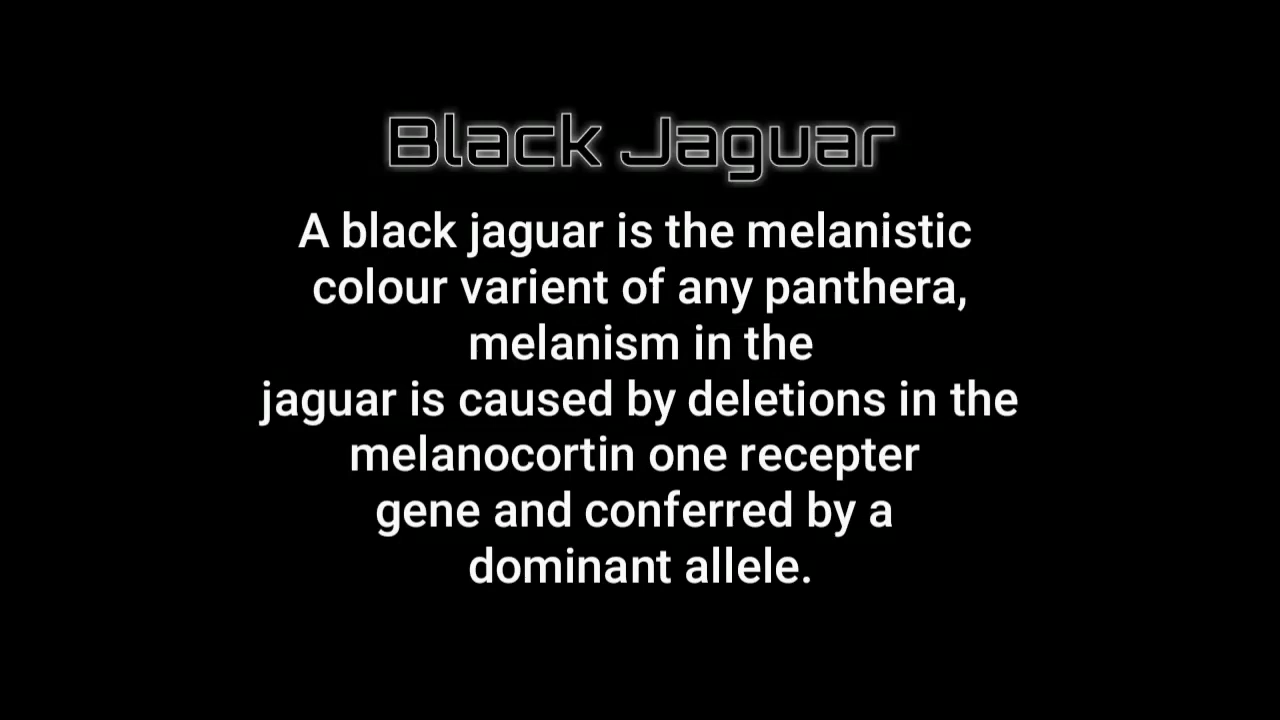 Black Jaguar
A black jaguar is the melanistic
colour varient of any panthera,
melanism in the
jaguar is caused by deletions in the
melanocortin one recepter
gene and conferred by a
dominant allele.